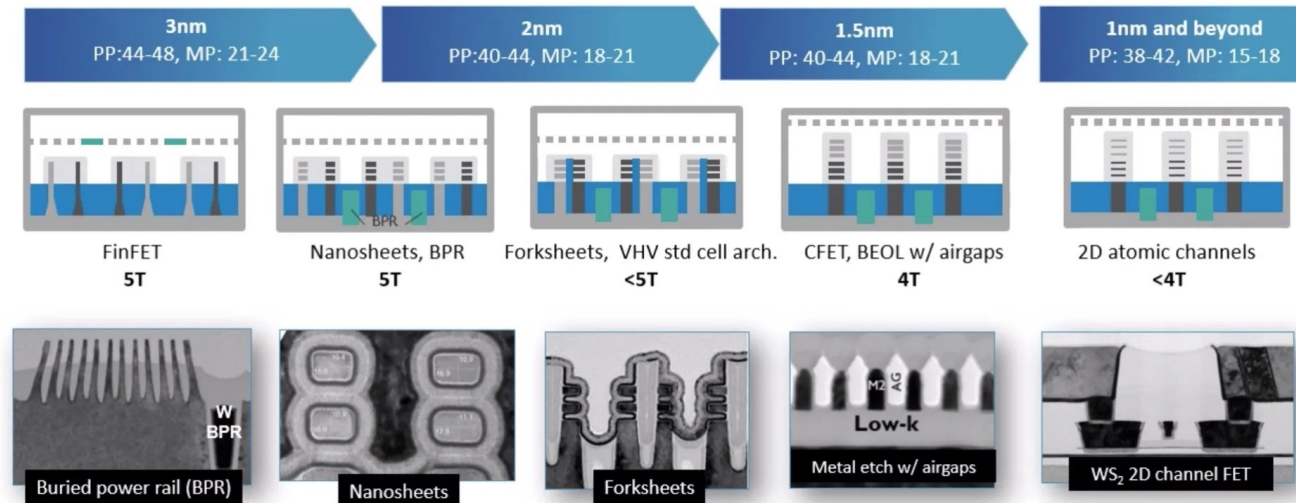 3nm
PP:44-48, MP: 21-24
2nm
PP:40-44, MP: 18-21
1.5nm
PP: 40-44, MP: 18-21
1nm and beyond
PP: 38-42, MP: 15-18
BPR
FinFET
5T
Nanosheets, BPR
5T
Forksheets, VHV std cell arch.
<5T
CFET, BEOL w/ airgaps
4T
2D atomic channels
<4T
W
BPR
Buried power rail (BPR)
Nanosheets
Forksheets
M2
AG
Low-k
Metal etch w/ airgaps
WS₂ 2D channel FET